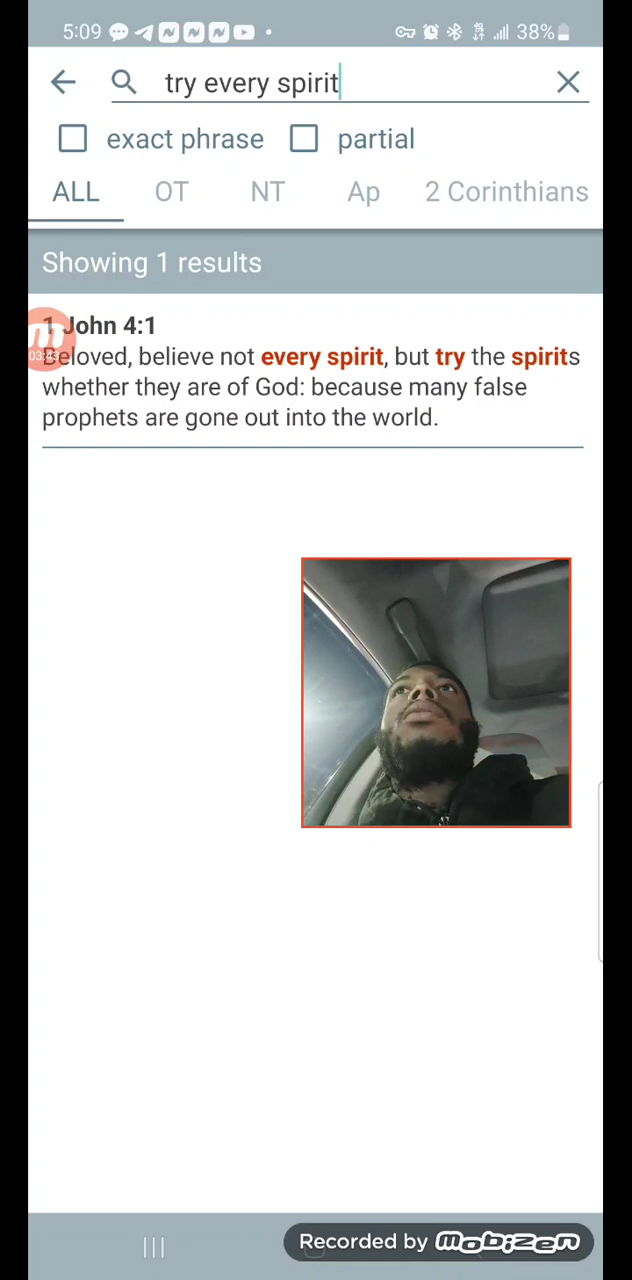 5:09 38%
try every spirit
exact phrase partial
ALL OT NT Ap 2 Corinthians
Showing 1 results
1 John 4:1
03:43
Beloved, believe not every spirit, but try the spirits
whether they are of God: because many false
prophets are gone out into the world.
Recorded by mobizen